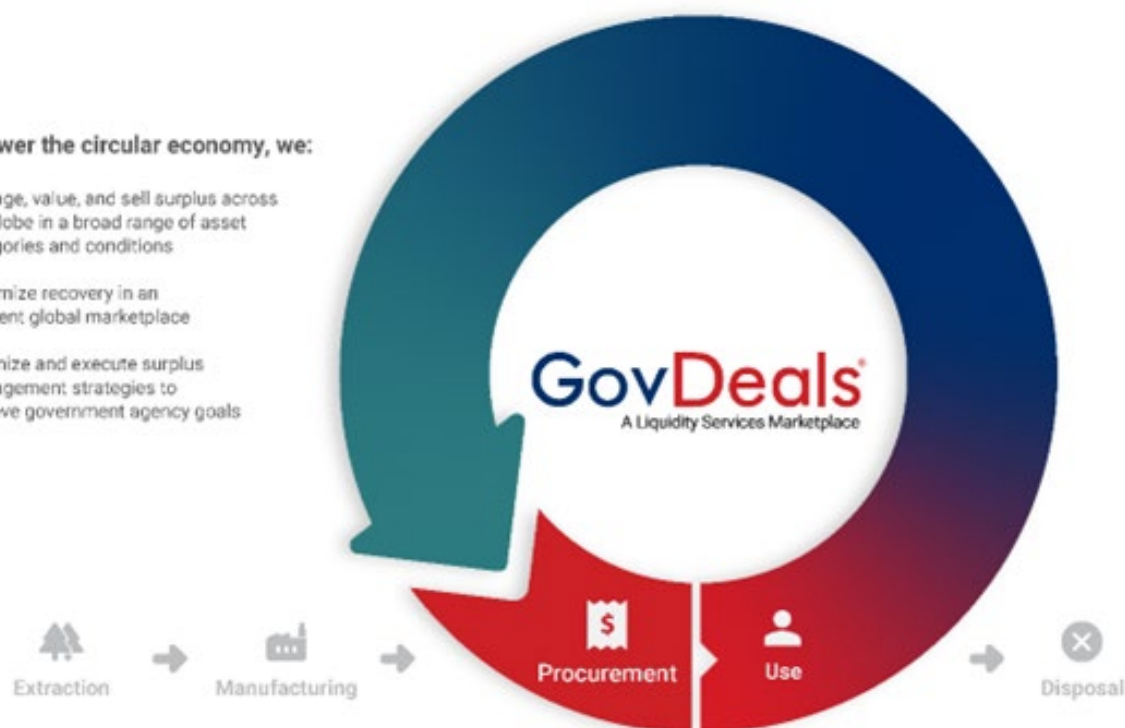 wer the circular economy, we:
ge, value, and sell surplus across
lobe in a broad range of asset
gories and conditions
mize recovery in an
ent global marketplace
nize and execute surplus
gement strategies to
ve government agency goals
GovDeals®
A Liquidity Services Marketplace
$
Extraction
Manufacturing
Procurement
Use
Disposal